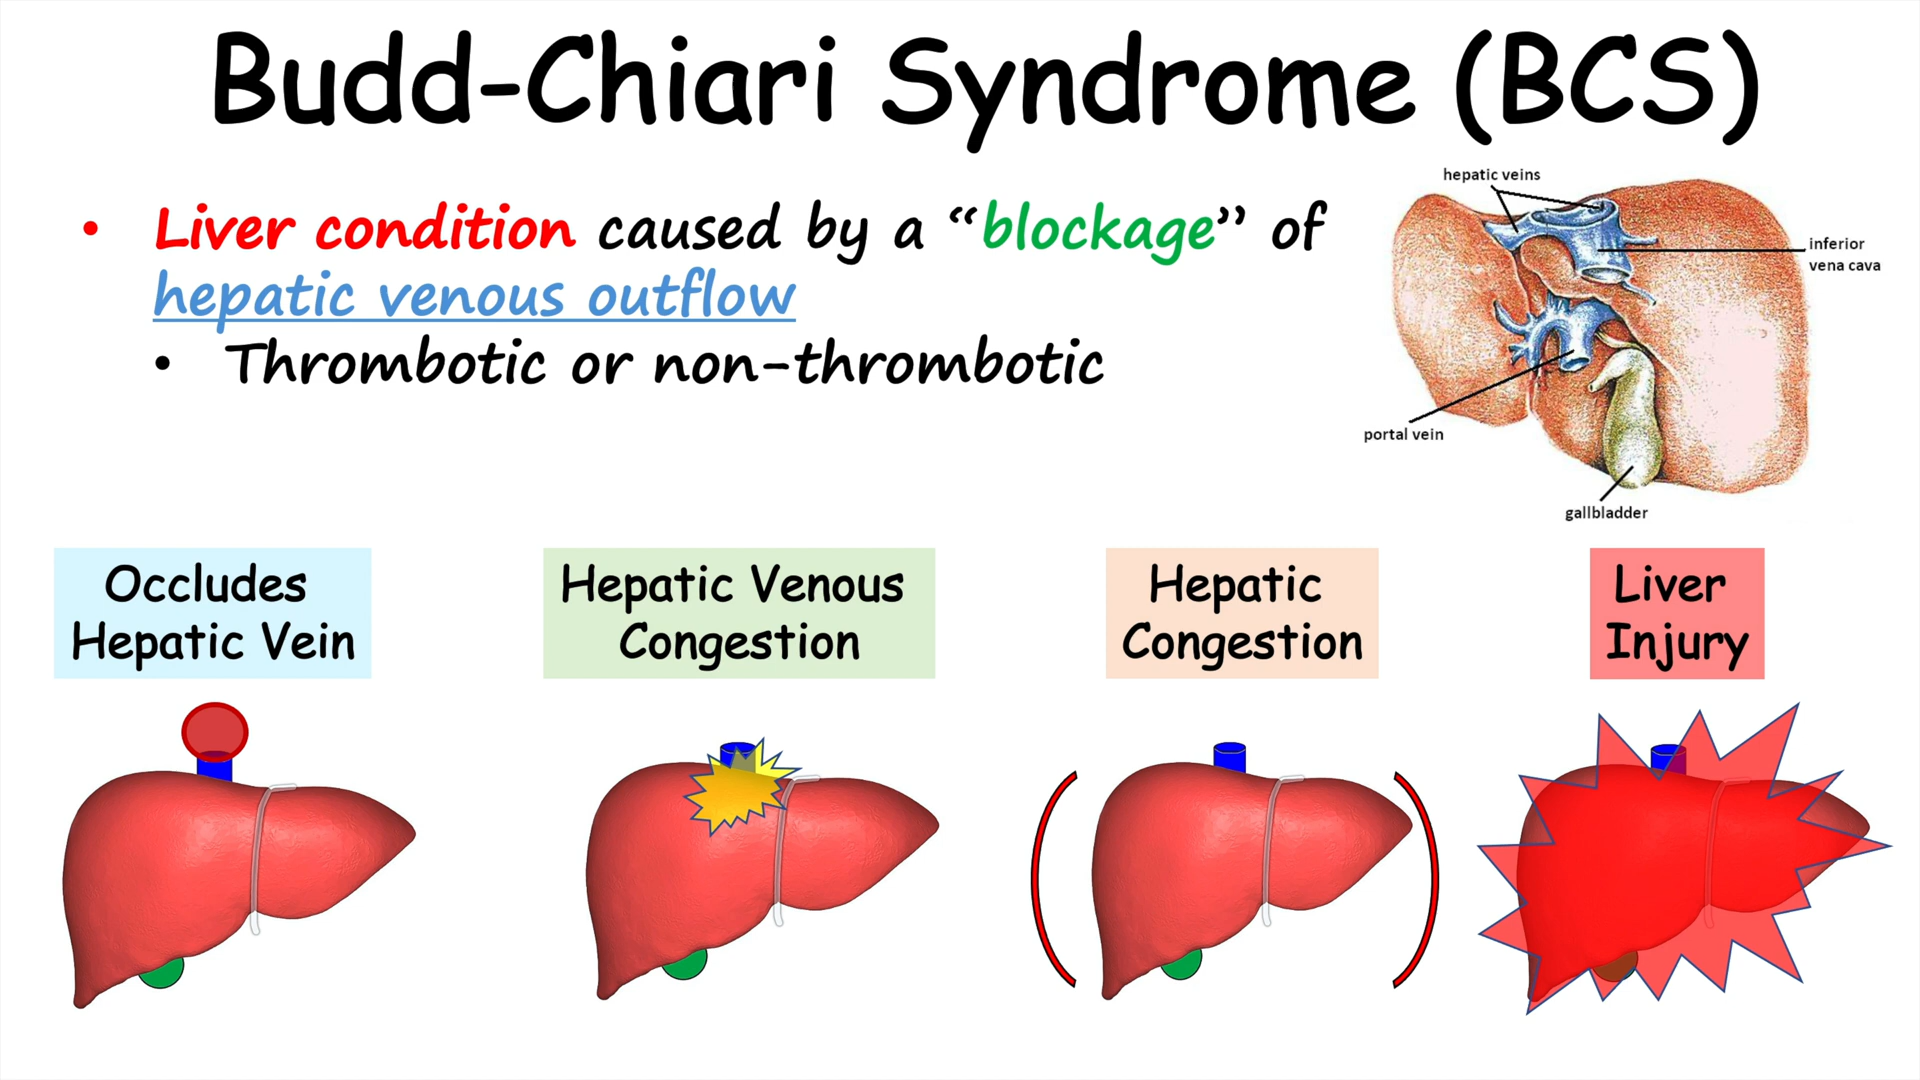 Budd-Chiari Syndrome (BCS)
• Liver condition caused by a “blockage” of
hepatic venous outflow
• Thrombotic or non-thrombotic
hepatic veins
inferior
vena cava
portal vein
gallbladder
Occludes
Hepatic Vein
Hepatic Venous
Congestion
Hepatic
Congestion
Liver
Injury